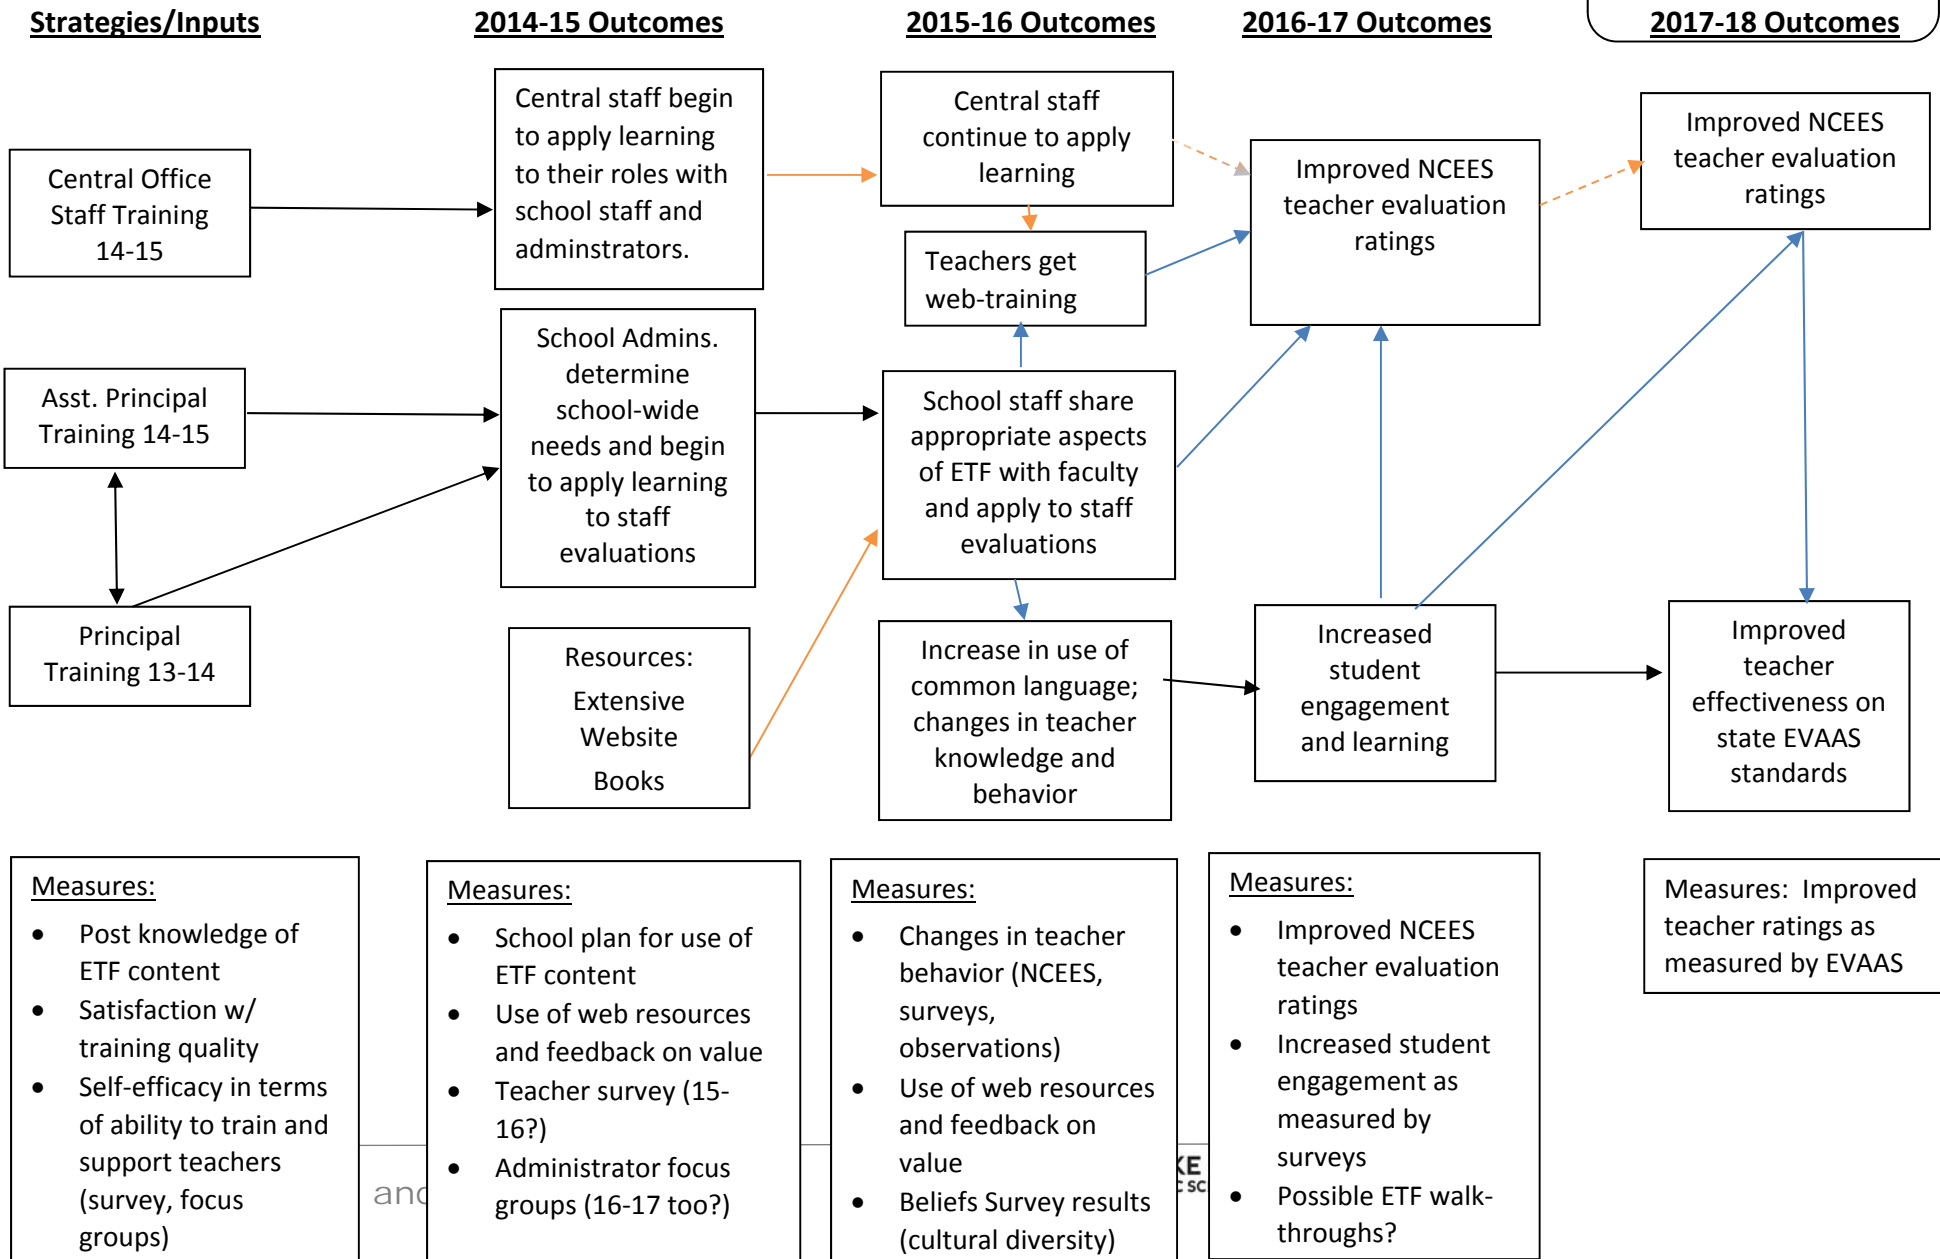 Strategies/Inputs
2014-15 Outcomes
2015-16 Outcomes
2016-17 Outcomes
2017-18 Outcomes
Central Office
Staff Training
14-15
Asst. Principal
Training 14-15
Principal
Training 13-14
Central staff begin
to apply learning
to their roles with
school staff and
adminstrators.
School Admins.
determine
school-wide
needs and begin
to apply learning
to staff
evaluations
Resources:
Extensive
Website
Books
Central staff
continue to apply
learning
Teachers get
web-training
School staff share
appropriate aspects
of ETF with faculty
and apply to staff
evaluations
Increase in use of
common language;
changes in teacher
knowledge and
behavior
Improved NCEES
teacher evaluation
ratings
Increased
student
engagement
and learning
Improved NCEES
teacher evaluation
ratings
Improved
teacher
effectiveness on
state EVAAS
standards
Measures:
• Post knowledge of
ETF content
• Satisfaction w/
training quality
• Self-efficacy in terms
of ability to train and
support teachers
(survey, focus
groups)
Measures:
• School plan for use of
ETF content
• Use of web resources
and feedback on value
• Teacher survey (15-
16?)
• Administrator focus
groups (16-17 too?)
Measures:
• Changes in teacher
behavior (NCEES,
surveys,
observations)
• Use of web resources
and feedback on
value
• Beliefs Survey results
(cultural diversity)
Measures:
• Improved NCEES
teacher evaluation
ratings
• Increased student
engagement as
measured by
surveys
• Possible ETF walk-
throughs?
Measures: Improved
teacher ratings as
measured by EVAAS